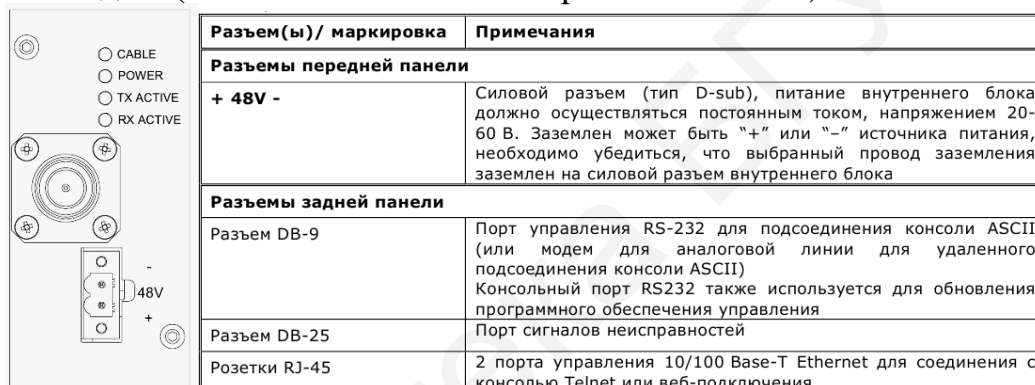 CABLE
POWER
TX ACTIVE
RX ACTIVE
-
48V
+
Разъем(ы)/ маркировка Примечания
Разъемы передней панели
+ 48V - Силовой разъем (тип D-sub), питание внутреннего блока
должно осуществляться постоянным током, напряжением 20-
60 В. Заземлен может быть “+” или “–” источника питания,
необходимо убедиться, что выбранный провод заземления
заземлен на силовой разъем внутреннего блока
Разъемы задней панели
Разъем DB-9 Порт управления RS-232 для подсоединения консоли ASCII
(или модем для аналоговой линии для удаленного
подсоединения консоли ASCII)
Консольный порт RS232 также используется для обновления
программного обеспечения управления
Разъем DB-25 Порт сигналов неисправностей
Розетки RJ-45 2 порта управления 10/100 Base-T Ethernet для соединения с
консолью Telnet или веб-подключения